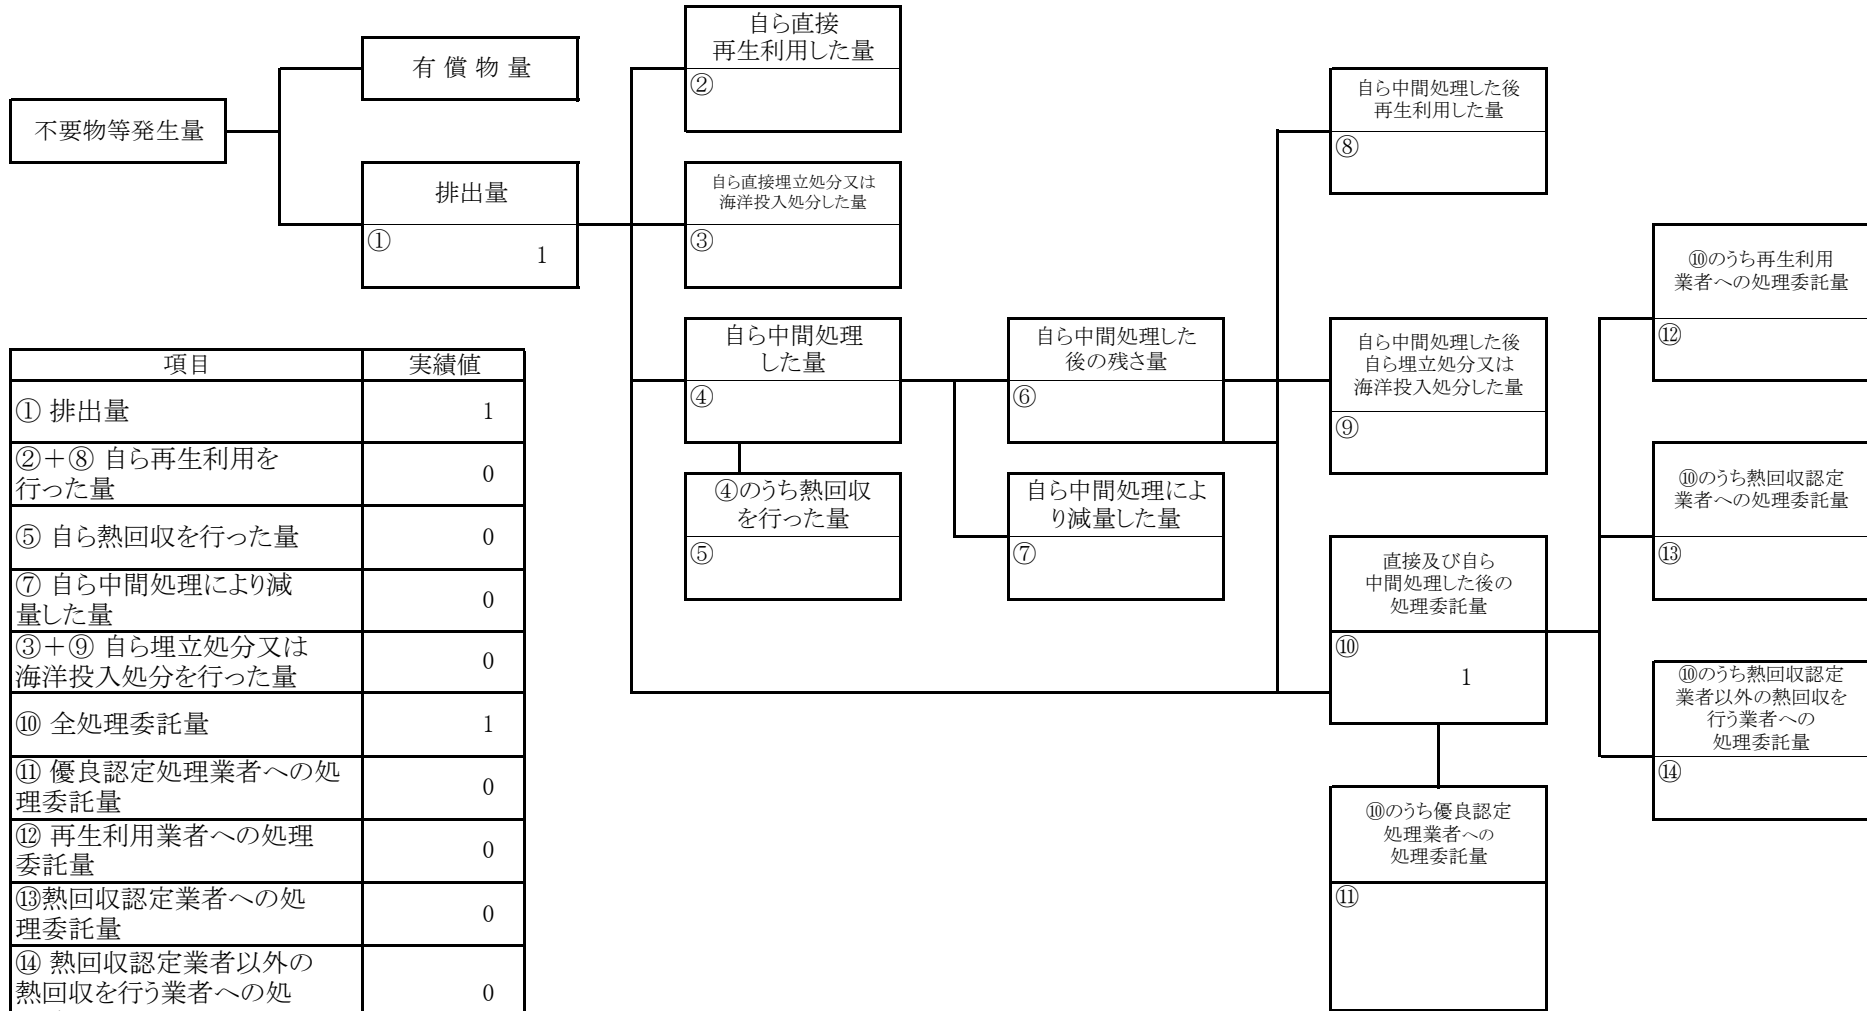 自ら直接
再生利用した量
②
有 償 物 量
不要物等発生量
排出量
①
1
自ら直接埋立処分又は
海洋投入処分した量
③
自ら中間処理
した量
④
④のうち熱回収
を行った量
⑤
自ら中間処理した
後の残さ量
⑥
自ら中間処理によ
り減量した量
⑦
自ら中間処理した後
再生利用した量
⑧
自ら中間処理した後
自ら埋立処分又は
海洋投入処分した量
⑨
直接及び自ら
中間処理した後の
処理委託量
⑩
1
⑩のうち優良認定
処理業者への
処理委託量
⑪
⑩のうち再生利用
業者への処理委託量
⑫
⑩のうち熱回収認定
業者への処理委託量
⑬
⑩のうち熱回収認定
業者以外の熱回収を
行う業者への
処理委託量
⑭
項目 実績値
① 排出量 1
②＋⑧ 自ら再生利用を
行った量 0
⑤ 自ら熱回収を行った量 0
⑦ 自ら中間処理により減
量した量 0
③＋⑨ 自ら埋立処分又は
海洋投入処分を行った量 0
⑩ 全処理委託量 1
⑪ 優良認定処理業者への処
理委託量 0
⑫ 再生利用業者への処理
委託量 0
⑬熱回収認定業者への処
理委託量 0
⑭ 熱回収認定業者以外の
熱回収を行う業者への処 0